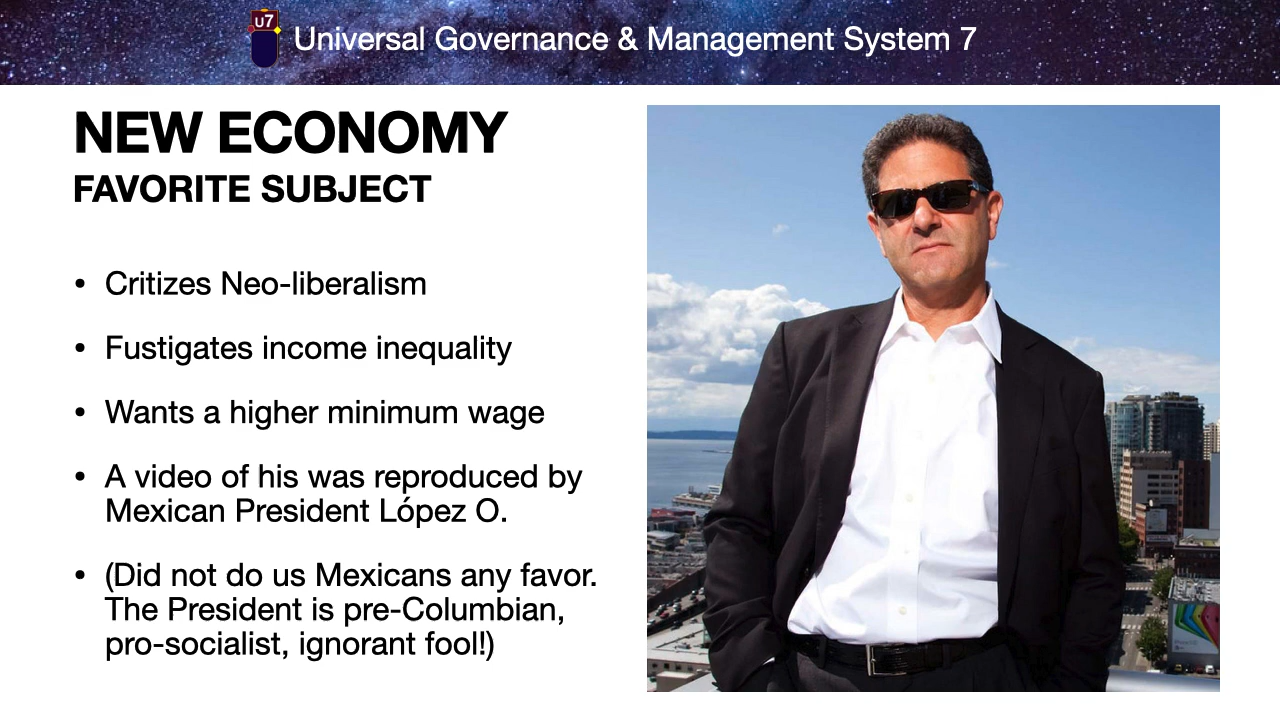 U7
Universal Governance & Management System 7
NEW ECONOMY
FAVORITE SUBJECT
• Critizes Neo-liberalism
• Fustigates income inequality
• Wants a higher minimum wage
• A video of his was reproduced by
Mexican President López O.
• (Did not do us Mexicans any favor.
The President is pre-Columbian,
pro-socialist, ignorant fool!)